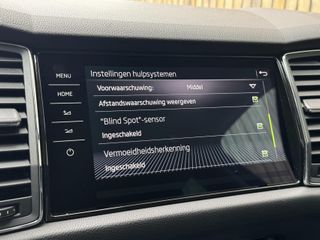 MENU
Instellingen hulpsystemen
HOME
Voorwaarschuwing: Middel
Afstandswaarschuwing weergeven
"Blind Spot"-sensor
Ingeschakeld
Vermoeidheidsherkenning
Ingeschakeld